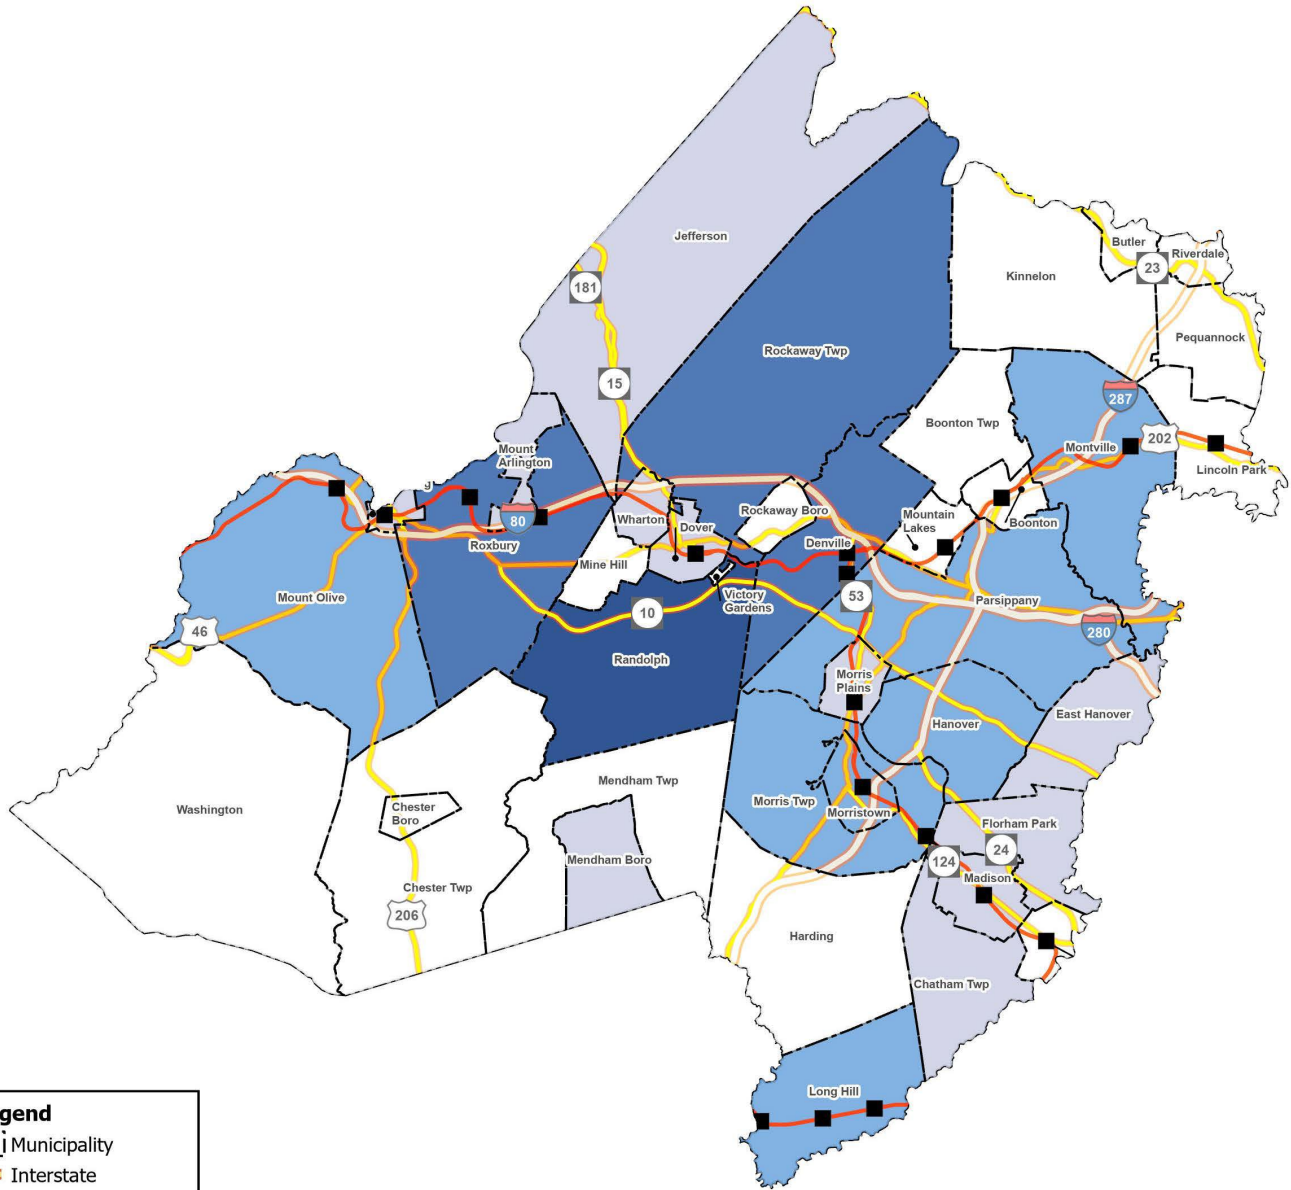 Jefferson
Butler
Riverdale
23
Kinnelon
181
Pequannock
Rockaway Twp
15
287
Boonton Twp
202
Montville
Mount
Arlington
Lincoln Park
80
Wharton
Rockaway Boro
Mountain
Lakes
Dover
Boonton
Roxbury
Denville
Mine Hill
Mount Olive
Victory
Gardens
53
Parsippany
10
46
280
Randolph
Morris
Plains
East Hanover
Hanover
Mendham Twp
Washington
Chester
Boro
Morris Twp
Morristown
Florham Park
24
Mendham Boro
124
Madison
Chester Twp
206
Harding
Chatham Twp
Long Hill
gend
Municipality
Interstate